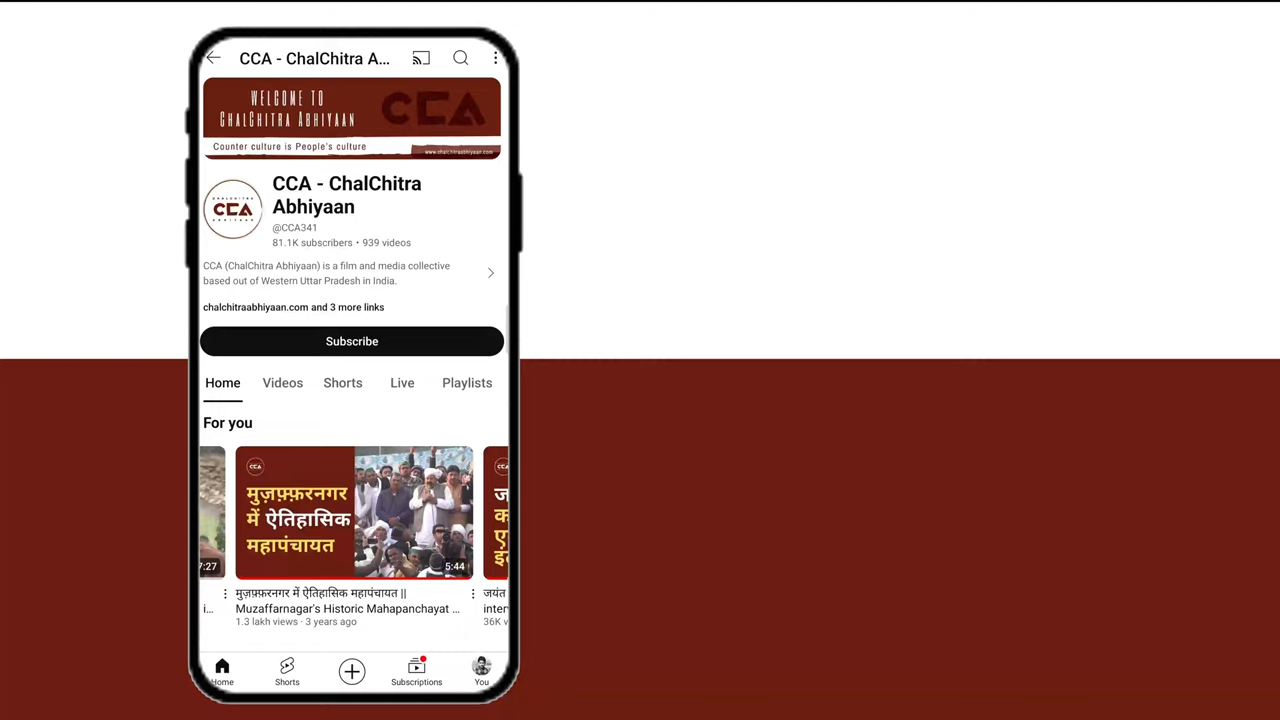 CCA - ChalChitra A...
WELCOME TO
CHALCHITRA ABHIYAAN
CCA
Counter culture is People's culture
www.chalchitraabhiyaan.com
CHALCHITRA
CCA
ABHIYAAN
CCA - ChalChitra
Abhiyaan
@CCA341
81.1K subscribers • 939 videos
CCA (ChalChitra Abhiyaan) is a film and media collective
based out of Western Uttar Pradesh in India.
chalchitraabhiyaan.com and 3 more links
Subscribe
Home Videos Shorts Live Playlists
For you
CCA
मुज़फ़्फ़रनगर
में ऐतिहासिक
महापंचायत
7:27
5:44
i...
मुज़फ़्फ़रनगर में ऐतिहासिक महापंचायत ||
Muzaffarnagar's Historic Mahapanchayat ...
1.3 lakh views · 3 years ago
जयंत
36K
Home Shorts Subscriptions You